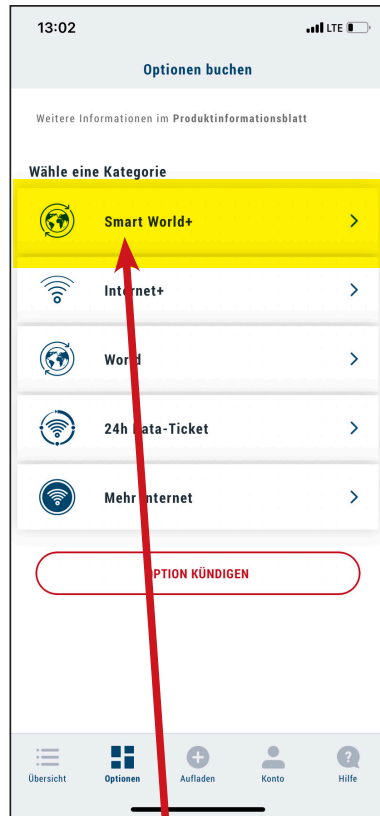 13:02
LTE
Optionen buchen
Weitere Informationen im Produktinformationsblatt
Wähle eine Kategorie
Smart World+
Internet+
World
24h Data-Ticket
Mehr Internet
OPTION KÜNDIGEN
Übersicht Optionen Aufladen Konto Hilfe